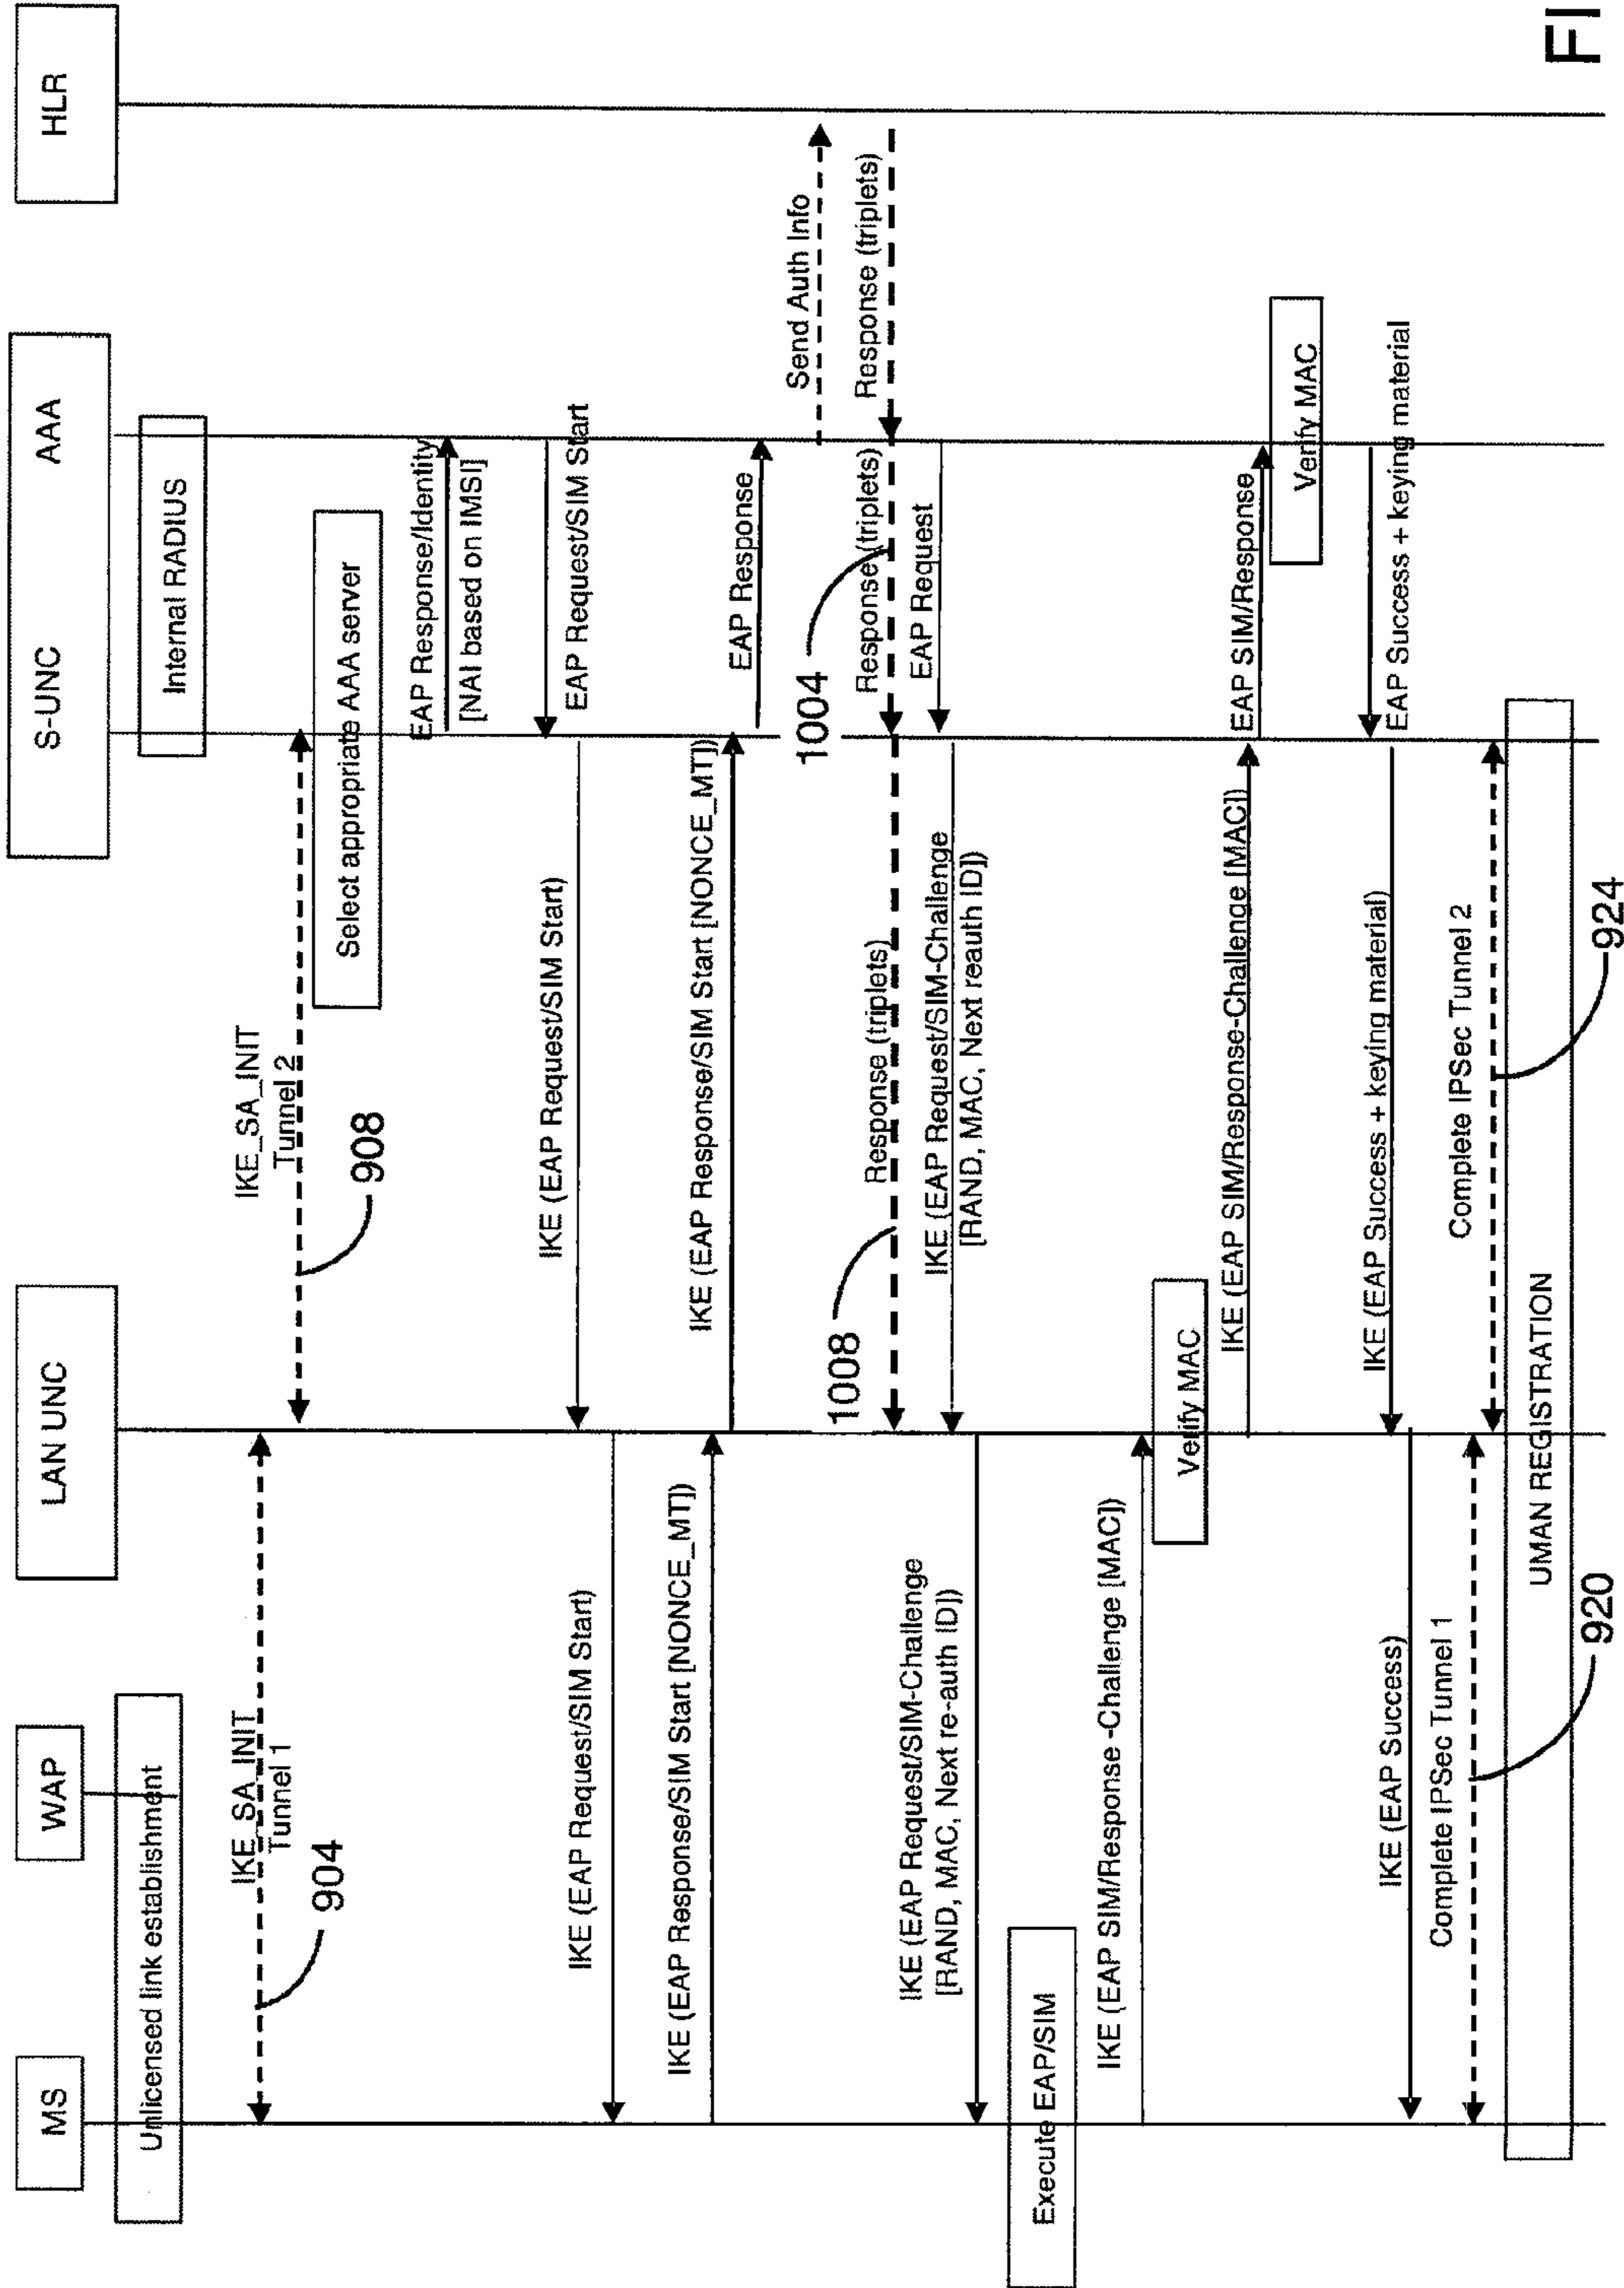 MS
WAP
LAN UNC
S-UNC
AAA
HLR
Unlicensed link establishment
Internal RADIUS
IKE_SA_INIT
Tunnel 1
904
IKE_SA_INIT
Tunnel 2
908
Select appropriate AAA server
EAP Response/Identity
[NAI based on IMSI]
EAP Request/SIM Start
IKE (EAP Request/SIM Start)
IKE (EAP Request/SIM Start)
IKE (EAP Response/SIM Start [NONCE_MT])
IKE (EAP Response/SIM Start [NONCE_MT])
EAP Response
Send Auth Info
Response (triplets)
Response (triplets)
1004
Response (triplets)
1008
EAP Request
IKE (EAP Request/SIM-Challenge
[RAND, MAC, Next reauth ID])
IKE (EAP Request/SIM-Challenge
[RAND, MAC, Next re-auth ID])
Execute EAP/SIM
IKE (EAP SIM/Response -Challenge [MAC])
Verify MAC
IKE (EAP SIM/Response-Challenge [MAC])
EAP SIM/Response
Verify MAC
EAP Success + keying material
IKE (EAP Success + keying material)
IKE (EAP Success)
Complete IPSec Tunnel 1
920
Complete IPSec Tunnel 2
924
UMAN REGISTRATION
FI